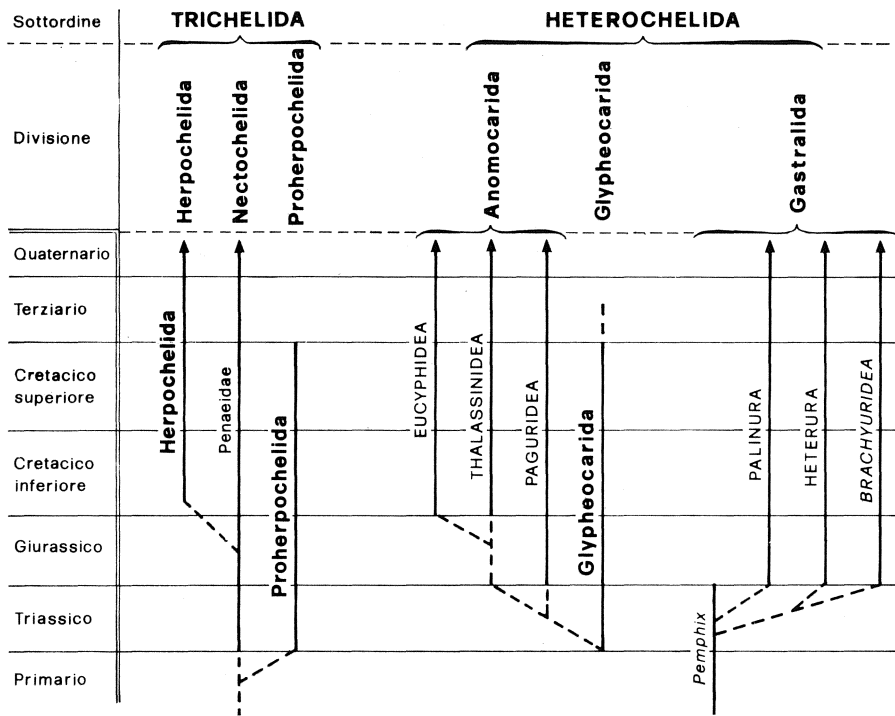 Sottordine TRICHELIDA HETEROCHELIDA
Divisione Herpochelida Nectochelida Proherpochelida Anomocarida Glypheocarida Gastralida
Quaternario
Terziario
Cretacico
superiore
Cretacico
inferiore
Giurassico
Triassico
Primario
Herpochelida
Penaeidae
Proherpochelida
EUCYPHIDEA
THALASSINIDEA
PAGURIDEA
Glypheocarida
Pemphix
PALINURA
HETERURA
BRACHYURIDEA